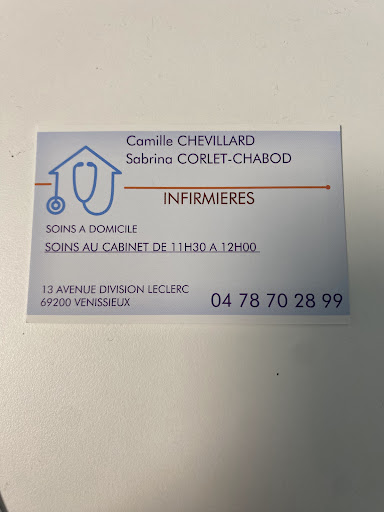 Camille CHEVILLARD
Sabrina CORLET-CHABOD
INFIRMIERES
SOINS A DOMICILE
SOINS AU CABINET DE 11H30 A 12H00
13 AVENUE DIVISION LECLERC
69200 VENISSIEUX
04 78 70 28 99